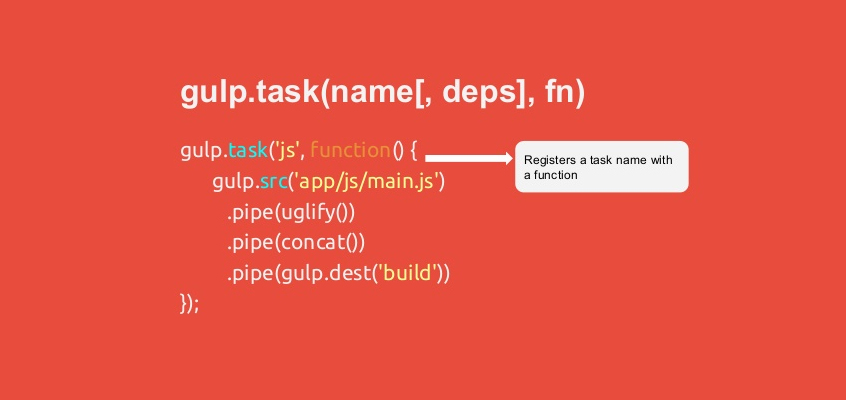 gulp.task(name[, deps], fn)
gulp.task('js', function() {
Registers a task name with
a function
gulp.src('app/js/main.js')
.pipe(uglify())
.pipe(concat())
.pipe(gulp.dest('build'))
});